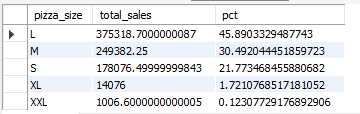 pizza_size total_sales pct
L 375318.7000000087 45.8903329487743
M 249382.25 30.492044451859723
S 178076.49999999843 21.773468455880682
XL 14076 1.7210768517181052
XXL 1006.6000000000005 0.12307729176892906